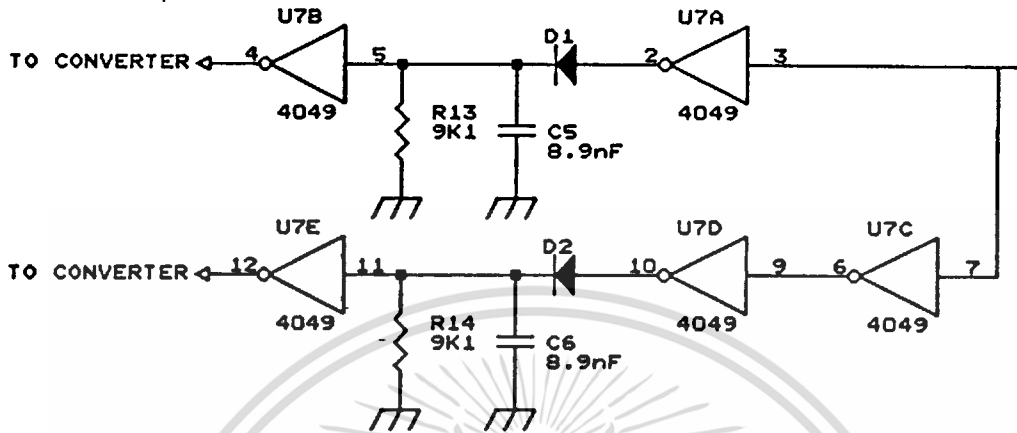 U7B
U7A
D1
TO CONVERTER
4
5
2
3
4049
4049
R13
9K1
C5
8.9nF
U7E
U7D
U7C
D2
TO CONVERTER
12
11
10
9
6
7
4049
4049
4049
R14
9K1
C6
8.9nF